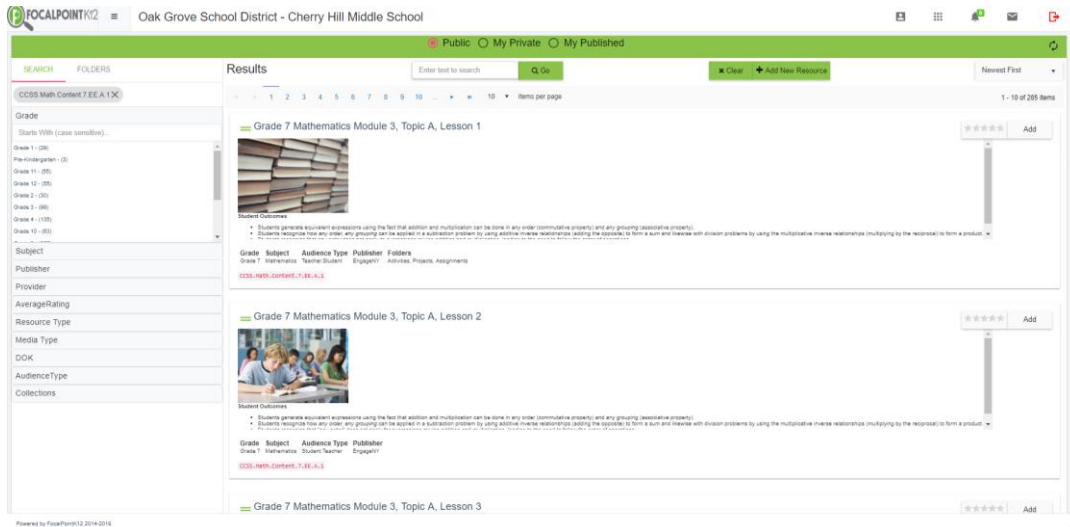 FOCALPOINTK12
Oak Grove School District - Cherry Hill Middle School
Public My Private My Published
SEARCH FOLDERS
Results
Enter text to search
Go
Clear
Add New Resource
Newest First
CCSS.Math.Content.7.EE.A.1
1 2 3 4 5 6 7 8 9 10 ...
10 items per page
1 - 10 of 265 items
Grade
Starts With (case sensitive)...
Grade 1 - (29)
Pre-Kindergarten - (3)
Grade 11 - (55)
Grade 12 - (55)
Grade 2 - (30)
Grade 3 - (98)
Grade 4 - (135)
Grade 10 - (83)
Subject
Publisher
Provider
AverageRating
Resource Type
Media Type
DOK
AudienceType
Collections
Grade 7 Mathematics Module 3, Topic A, Lesson 1
Add
Student Outcomes
Students generate equivalent expressions using the fact that addition and multiplication can be done in any order (commutative property) and any grouping (associative property).
Students recognize how any order, any grouping can be applied in a subtraction problem by using additive inverse relationships (adding the opposite) to form a sum and likewise with division problems by using the multiplicative inverse relationships (multiplying by the reciprocal) to form a product.
Grade Subject Audience Type Publisher Folders
Grade 7 Mathematics Teacher;Student EngageNY Activities, Projects, Assignments
CCSS.Math.Content.7.EE.A.1
Grade 7 Mathematics Module 3, Topic A, Lesson 2
Add
Student Outcomes
Students generate equivalent expressions using the fact that addition and multiplication can be done in any order (commutative property) and any grouping (associative property).
Students recognize how any order, any grouping can be applied in a subtraction problem by using additive inverse relationships (adding the opposite) to form a sum and likewise with division problems by using the multiplicative inverse relationships (multiplying by the reciprocal) to form a product.
Grade Subject Audience Type Publisher
Grade 7 Mathematics Student;Teacher EngageNY
CCSS.Math.Content.7.EE.A.1
Grade 7 Mathematics Module 3, Topic A, Lesson 3
Add
Powered by FocalPointK12 2014-2016